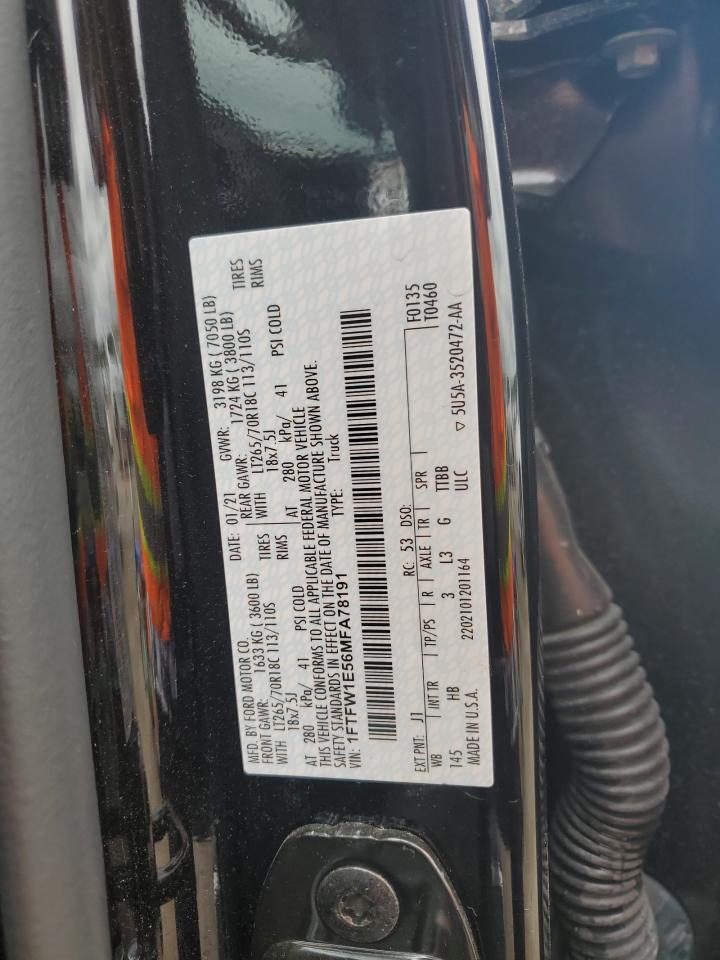 MFD. BY FORD MOTOR CO. DATE: 01/21 GVWR: 3198 KG ( 7050 LB)
FRONT GAWR: 1633 KG ( 3600 LB) REAR GAWR: 1724 KG ( 3800 LB)
WITH LT265/70R18C 113/110S TIRES WITH LT265/70R18C 113/110S TIRES
18x7.5J RIMS 18x7.5J RIMS
AT 280 kPa/ 41 PSI COLD AT 280 kPa/ 41 PSI COLD
THIS VEHICLE CONFORMS TO ALL APPLICABLE FEDERAL MOTOR VEHICLE
SAFETY STANDARDS IN EFFECT ON THE DATE OF MANUFACTURE SHOWN ABOVE.
VIN: 1FTFW1E56MFA78191 TYPE: Truck
F0135
EXT PNT: J1 RC: 53 DSO: T0460
WB INT TR TP/PS R AXLE TR SPR
145 HB 3 L3 G TTBB
MADE IN U.S.A. 2202101201164 ULC
▽ 5U5A-3520472-AA